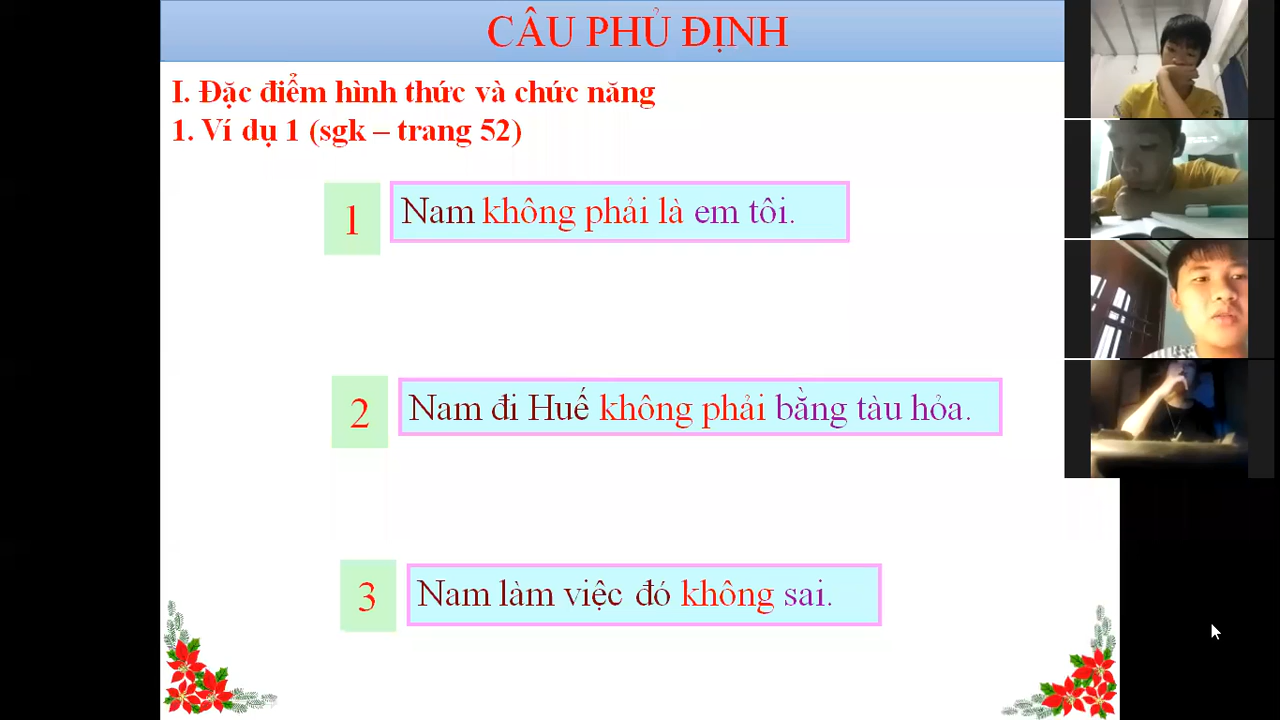 CÂU PHỦ ĐỊNH
I. Đặc điểm hình thức và chức năng
1. Ví dụ 1 (sgk – trang 52)
1 Nam không phải là em tôi.
2 Nam đi Huế không phải bằng tàu hỏa.
3 Nam làm việc đó không sai.